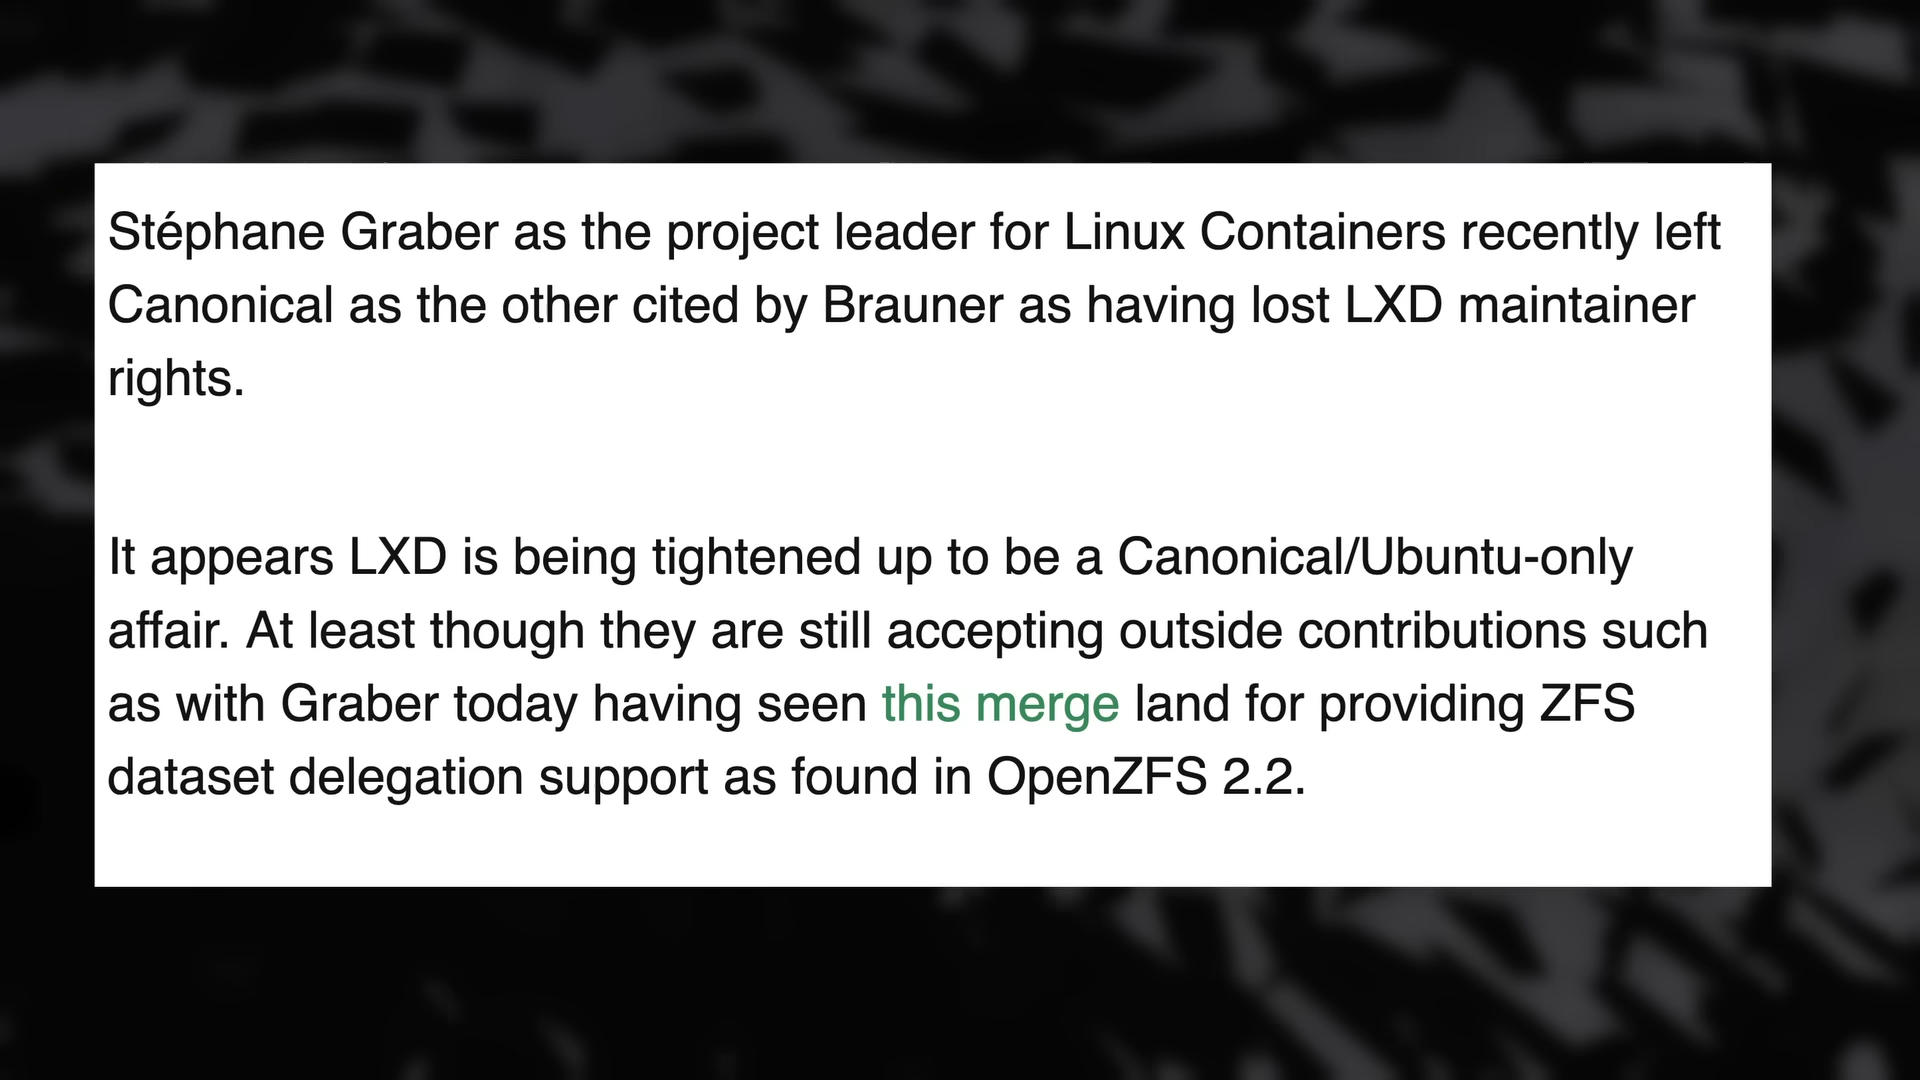 Stéphane Graber as the project leader for Linux Containers recently left
Canonical as the other cited by Brauner as having lost LXD maintainer
rights.
It appears LXD is being tightened up to be a Canonical/Ubuntu-only
affair. At least though they are still accepting outside contributions such
as with Graber today having seen this merge land for providing ZFS
dataset delegation support as found in OpenZFS 2.2.